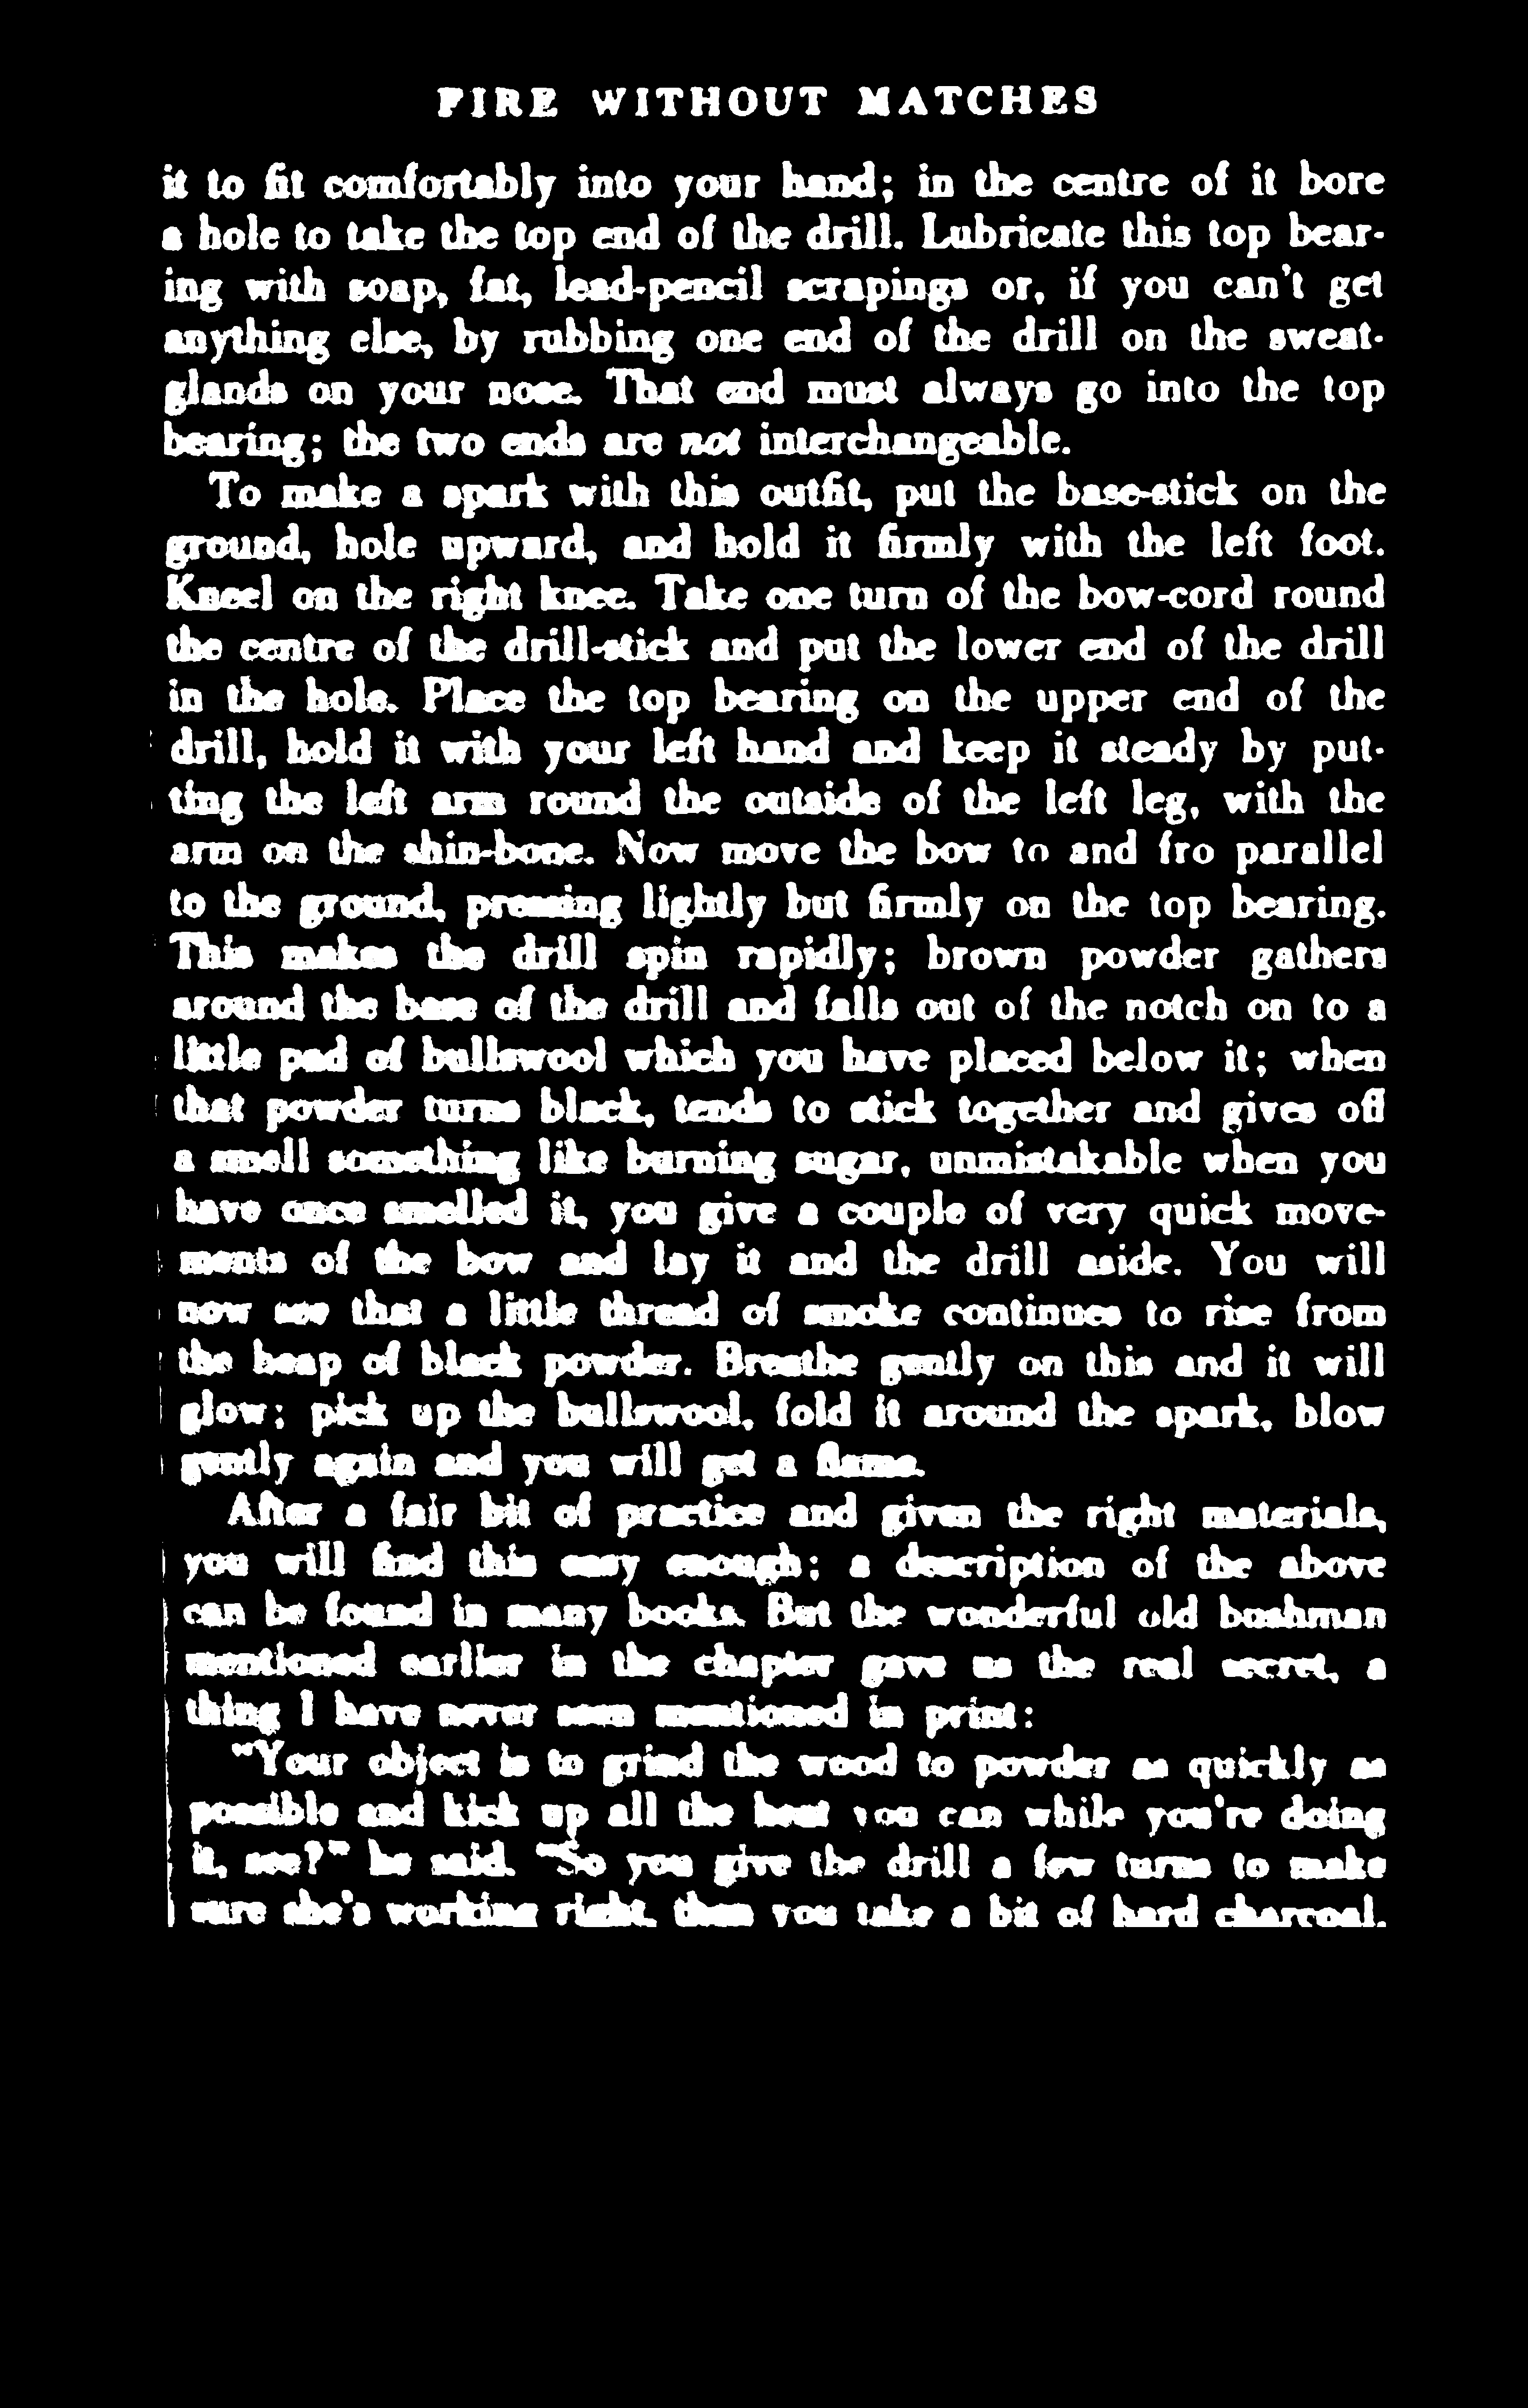 FIRE WITHOUT MATCHES
it to fit comfortably into your hand; in the centre of it bore
a hole to take the top end of the drill. Lubricate this top bear-
ing with soap, fat, lead-pencil scrapings or, if you can't get
anything else, by rubbing one end of the drill on the sweat-
glands on your nose. That end must always go into the top
bearing; the two ends are not interchangeable.
To make a spark with this outfit, put the base-stick on the
ground, hole upward, and hold it firmly with the left foot.
Kneel on the right knee. Take one turn of the bow-cord round
the centre of the drill-stick and put the lower end of the drill
in the hole. Place the top bearing on the upper end of the
drill, hold it with your left hand and keep it steady by put-
ting the left arm round the outside of the left leg, with the
arm on the shin-bone. Now move the bow to and fro parallel
to the ground, pressing lightly but firmly on the top bearing.
This makes the drill spin rapidly; brown powder gathers
around the base of the drill and falls out of the notch on to a
little pad of bullswool which you have placed below it; when
that powder turns black, tends to stick together and gives off
a smell something like burning sugar, unmistakable when you
have once smelled it, you give a couple of very quick move-
ments of the bow and lay it and the drill aside. You will
now see that a little thread of smoke continues to rise from
the heap of black powder. Breathe gently on this and it will
glow; pick up the bullswool, fold it around the spark, blow
gently again and you will get a flame.
After a fair bit of practice and given the right materials,
you will find this easy enough; a description of the above
can be found in many books. But the wonderful old bushman
mentioned earlier in the chapter gave us the real secret, a
thing I have never seen mentioned in print:
"Your object is to grind the wood to powder as quickly as
possible and kick up all the heat you can while you're doing
it, see?" he said. "So you give the drill a few turns to make
sure she's working right, then you take a bit of hard charcoal,